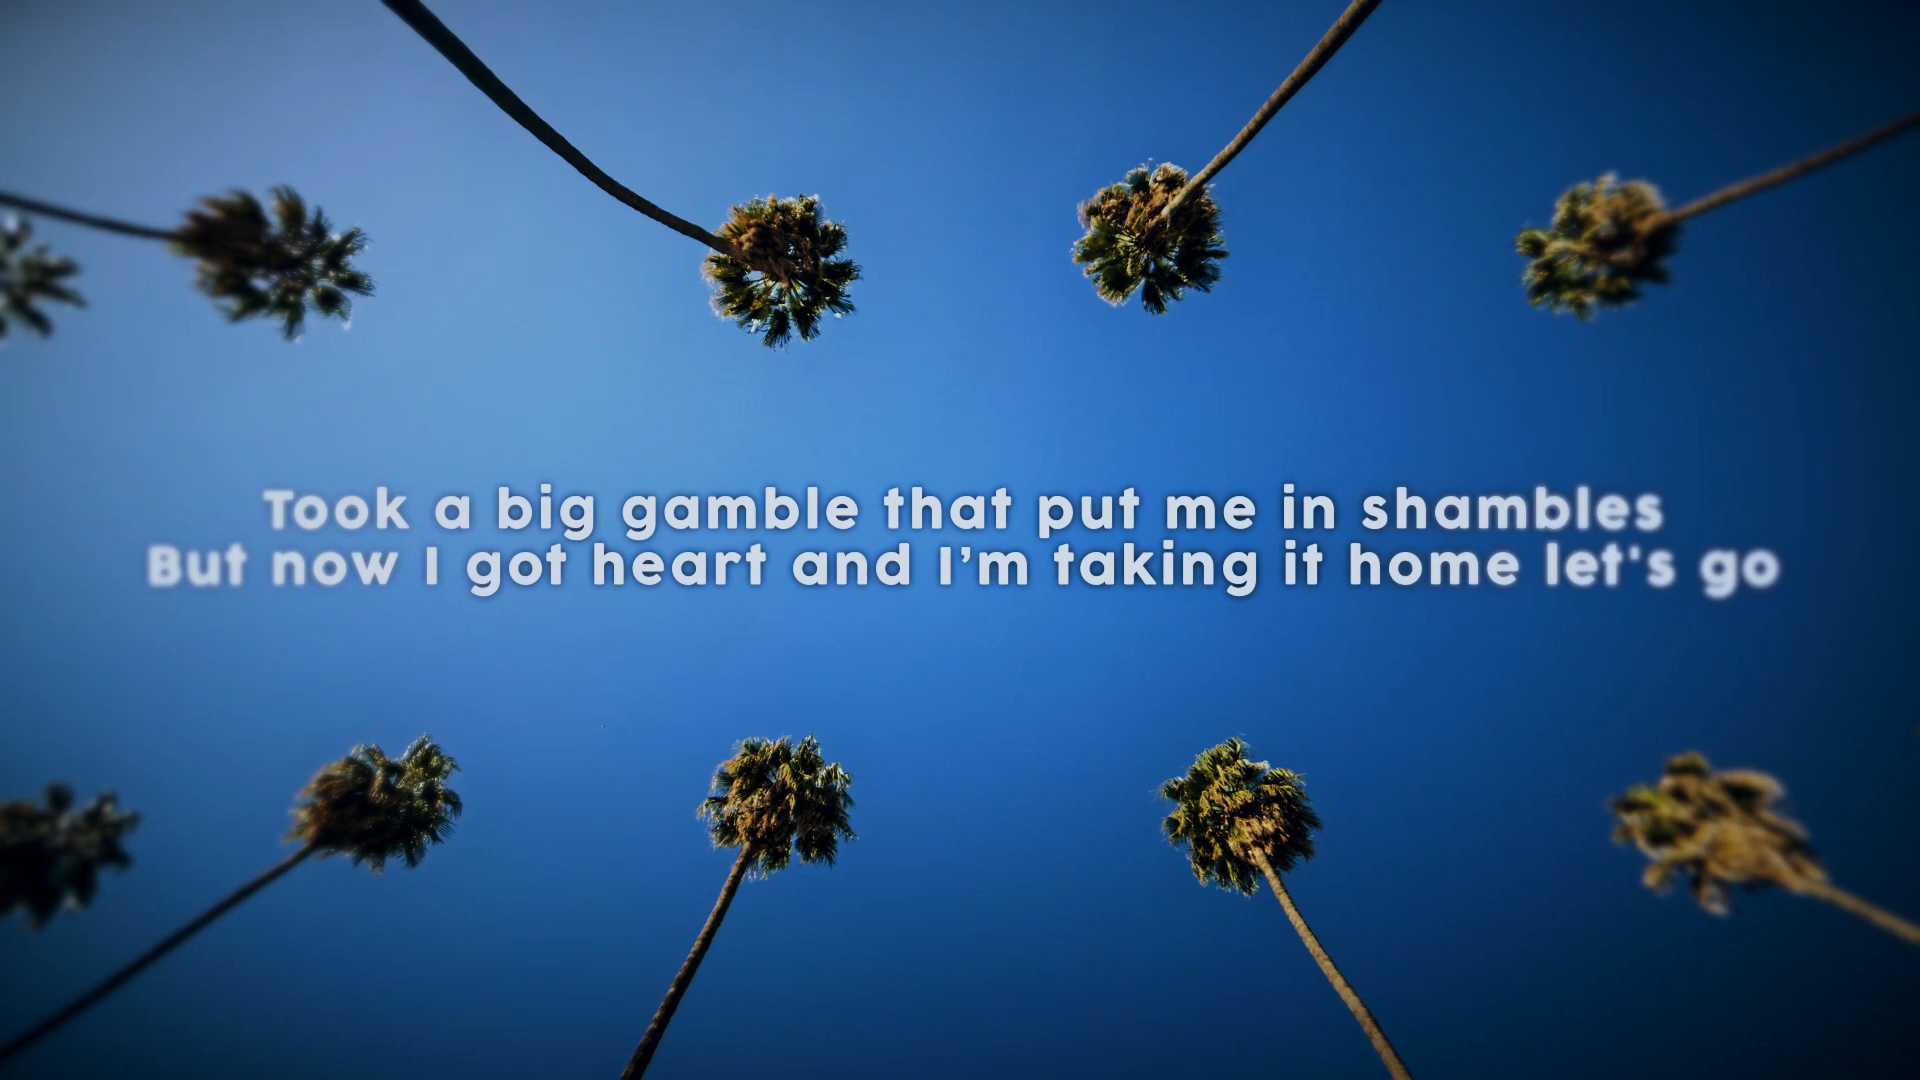 Took a big gamble that put me in shambles
But now I got heart and I’m taking it home let's go